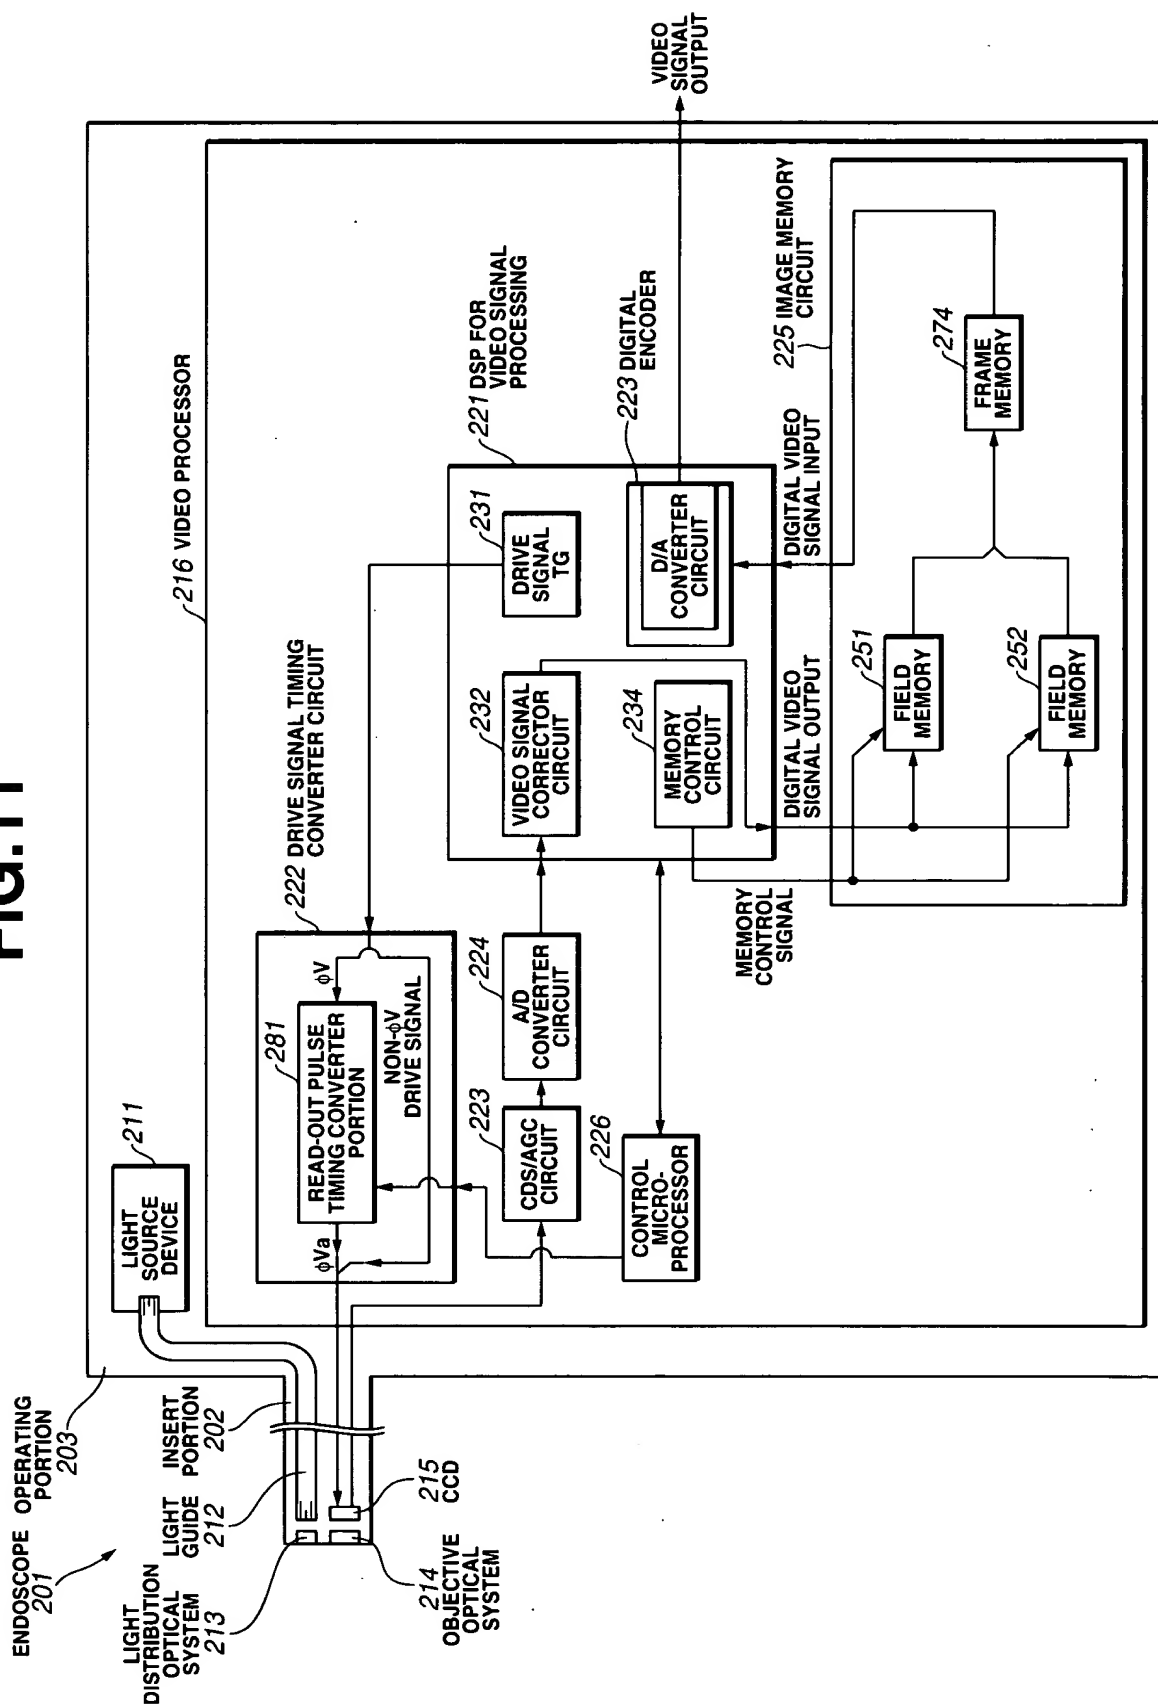 FIG.11
ENDOSCOPE
201
OPERATING
PORTION
203
LIGHT
DISTRIBUTION
OPTICAL
SYSTEM
213
LIGHT
GUIDE
212
INSERT
PORTION
202
214
OBJECTIVE
OPTICAL
SYSTEM
215
CCD
211
LIGHT
SOURCE
DEVICE
216 VIDEO PROCESSOR
222 DRIVE SIGNAL TIMING
CONVERTER CIRCUIT
281
READ-OUT PULSE
TIMING CONVERTER
PORTION
ϕVa
ϕV
NON-ϕV
DRIVE SIGNAL
223
CDS/AGC
CIRCUIT
224
A/D
CONVERTER
CIRCUIT
226
CONTROL
MICRO-
PROCESSOR
221 DSP FOR
VIDEO SIGNAL
PROCESSING
232
VIDEO SIGNAL
CORRECTOR
CIRCUIT
231
DRIVE
SIGNAL
TG
234
MEMORY
CONTROL
CIRCUIT
223 DIGITAL
ENCODER
D/A
CONVERTER
CIRCUIT
VIDEO
SIGNAL
OUTPUT
MEMORY
CONTROL
SIGNAL
DIGITAL VIDEO
SIGNAL OUTPUT
DIGITAL VIDEO
SIGNAL INPUT
225 IMAGE MEMORY
CIRCUIT
251
FIELD
MEMORY
252
FIELD
MEMORY
274
FRAME
MEMORY